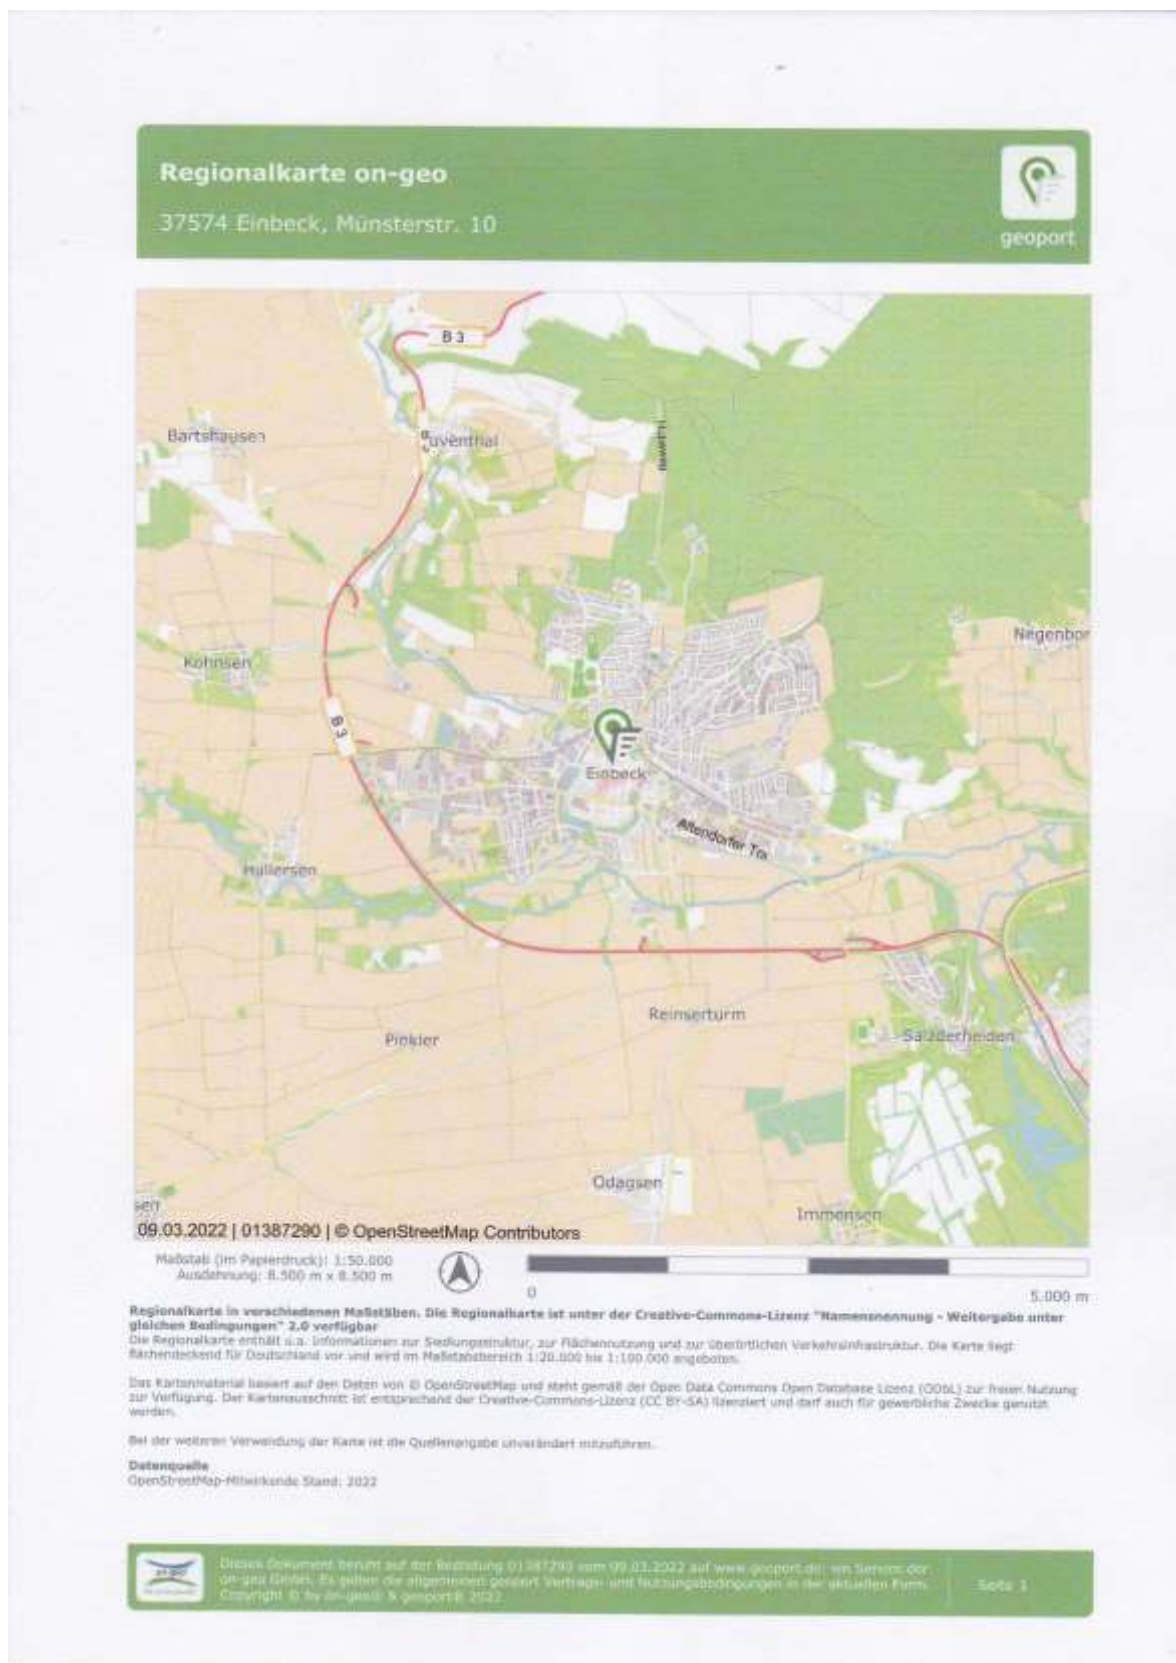 Regionalkarte on-geo
37574 Einbeck, Münsterstr. 10
geoport
B 3
Bartshausen
uventhal
Negenbor
Kohnsen
B 3
Einbeck
Altendorfer Tor
Hullersen
Reinserturm
Pinkler
Salzderhelden
Odagsen
Immensen
sen
09.03.2022 | 01387290 | © OpenStreetMap Contributors
Maßstab (im Papierdruck): 1:50.000
Ausdehnung: 8.500 m x 8.500 m
0
5.000 m
Regionalkarte in verschiedenen Maßstäben. Die Regionalkarte ist unter der Creative-Commons-Lizenz "Namensnennung - Weitergabe unter
gleichen Bedingungen" 2.0 verfügbar
Die Regionalkarte enthält u.a. Informationen zur Siedlungsstruktur, zur Flächennutzung und zur überörtlichen Verkehrsinfrastruktur. Die Karte liegt
flächendeckend für Deutschland vor und wird im Maßstabsbereich 1:20.000 bis 1:100.000 angeboten.
Das Kartenmaterial basiert auf den Daten von © OpenStreetMap und steht gemäß der Open Data Commons Open Database Lizenz (ODbL) zur freien Nutzung
zur Verfügung. Der Kartenausschnitt ist entsprechend der Creative-Commons-Lizenz (CC BY-SA) lizenziert und darf auch für gewerbliche Zwecke genutzt
werden.
Bei der weiteren Verwendung der Karte ist die Quellenangabe unverändert mitzuführen.
Datenquelle
OpenStreetMap-Mitwirkende Stand: 2022
on-geo
Dieses Dokument beruht auf der Bestellung 01387290 vom 09.03.2022 auf www.geoport.de: ein Service der
on-geo GmbH. Es gelten die allgemeinen geoport Vertrags- und Nutzungsbedingungen in der aktuellen Form.
Copyright © by on-geo® & geoport® 2022
Seite 1